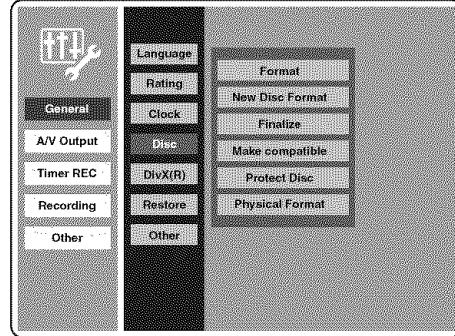 General
A/V Output
Timer REC
Recording
Other
Language
Rating
Clock
Disc
DivX(R)
Restore
Other
Format
New Disc Format
Finalize
Make compatible
Protect Disc
Physical Format